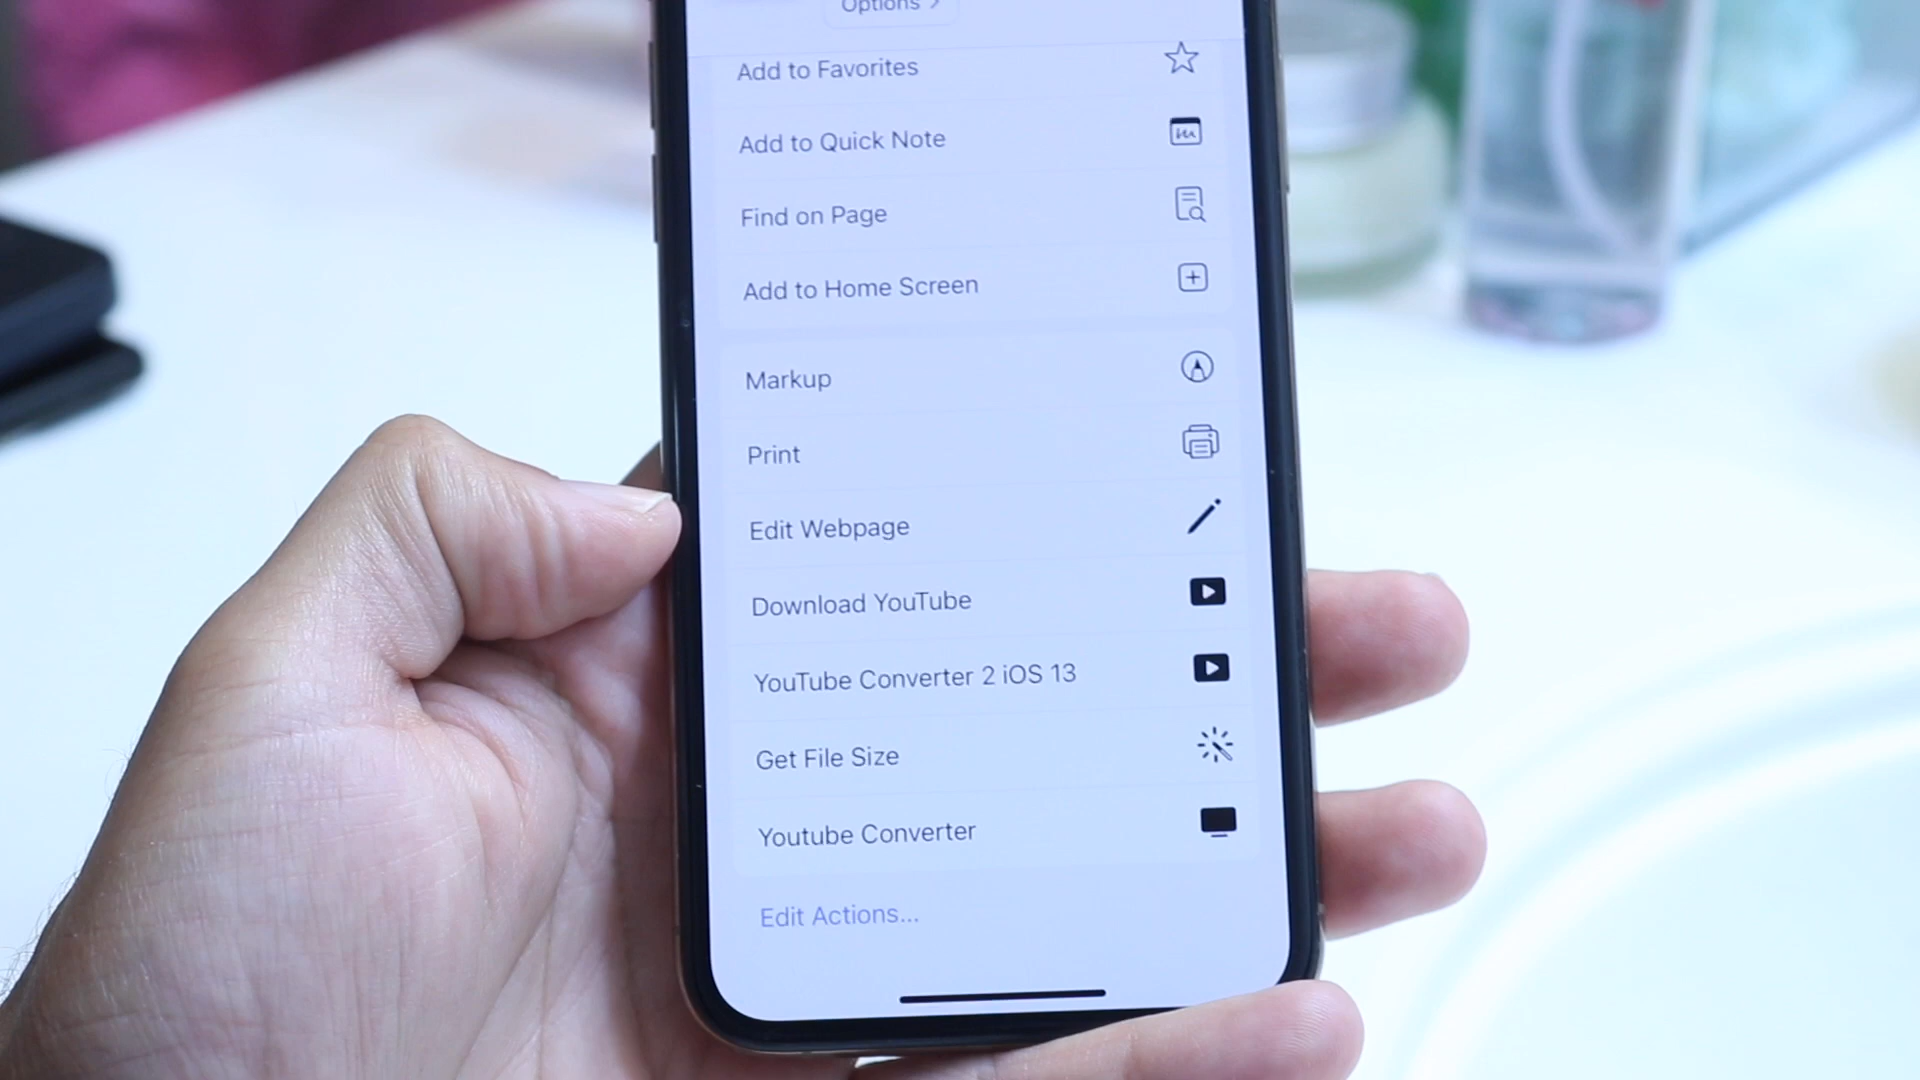 Options >
Add to Favorites
Add to Quick Note
Find on Page
Add to Home Screen
Markup
Print
Edit Webpage
Download YouTube
YouTube Converter 2 iOS 13
Get File Size
Youtube Converter
Edit Actions...